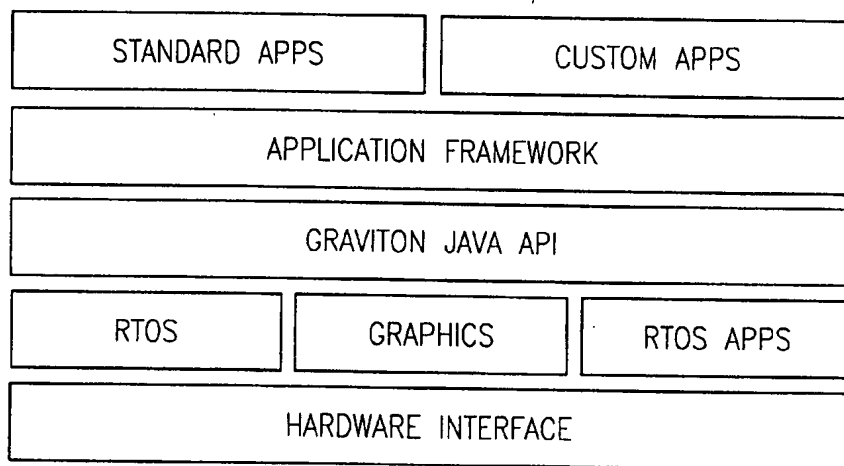 STANDARD APPS
CUSTOM APPS
APPLICATION FRAMEWORK
GRAVITON JAVA API
RTOS
GRAPHICS
RTOS APPS
HARDWARE INTERFACE